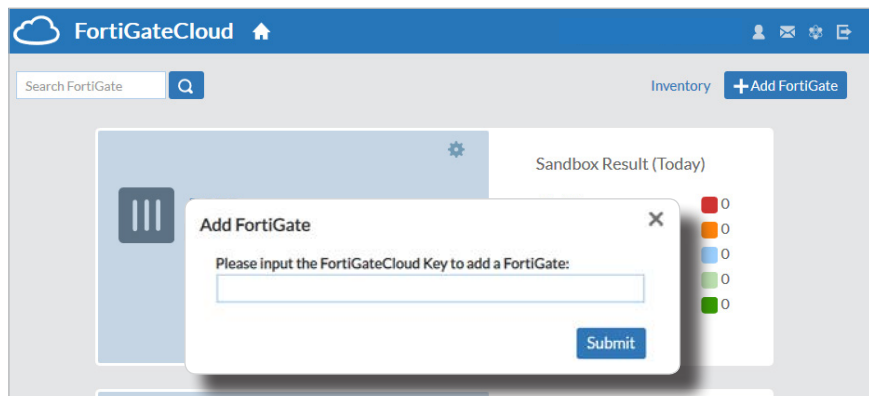 FortiGateCloud
Search FortiGate
Inventory
+Add FortiGate
Sandbox Result (Today)
0
0
0
0
0
Add FortiGate
Please input the FortiGateCloud Key to add a FortiGate:
Submit